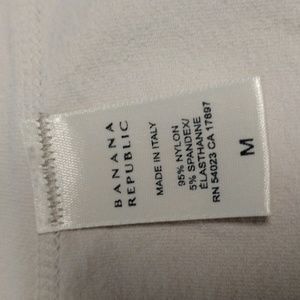 BANANA
REPUBLIC
MADE IN ITALY
95% NYLON
5% SPANDEX/
ÉLASTHANNE
RN 54023 CA 17897
M